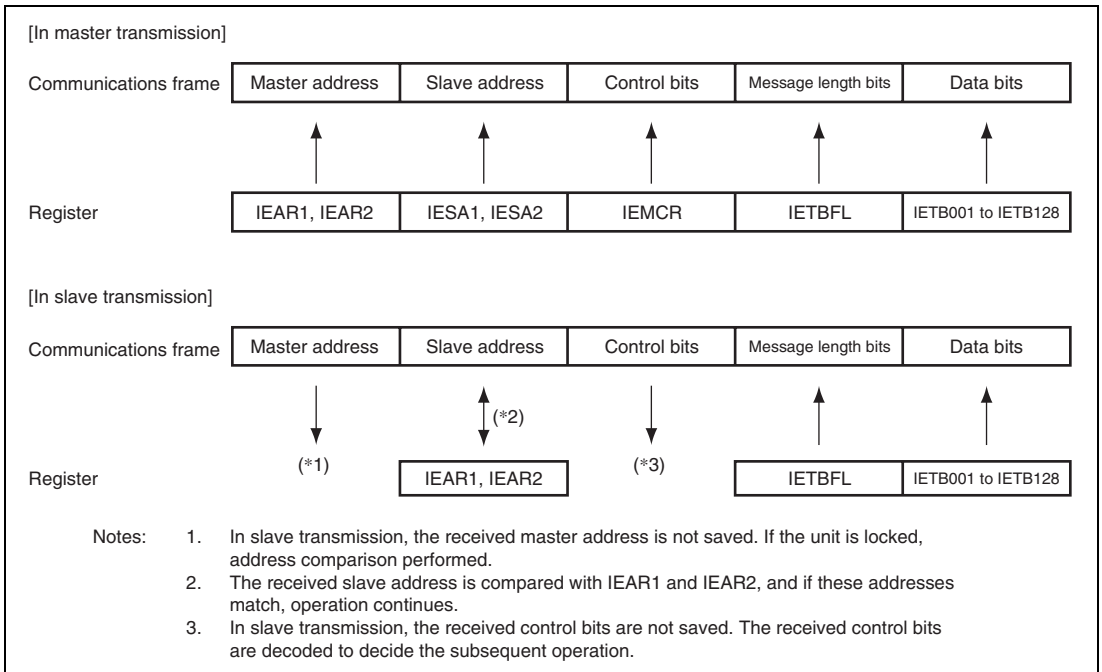 [In master transmission]
Communications frame Master address Slave address Control bits Message length bits Data bits
Register IEAR1, IEAR2 IESA1, IESA2 IEMCR IETBFL IETB001 to IETB128
[In slave transmission]
Communications frame Master address Slave address Control bits Message length bits Data bits
(*2)
(*1) (*3)
Register IEAR1, IEAR2 IETBFL IETB001 to IETB128
Notes: 1. In slave transmission, the received master address is not saved. If the unit is locked,
address comparison performed.
2. The received slave address is compared with IEAR1 and IEAR2, and if these addresses
match, operation continues.
3. In slave transmission, the received control bits are not saved. The received control bits
are decoded to decide the subsequent operation.